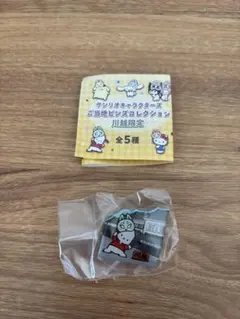 サンリオキャラクターズ
ご当地ピンズコレクション
川越限定
全5種